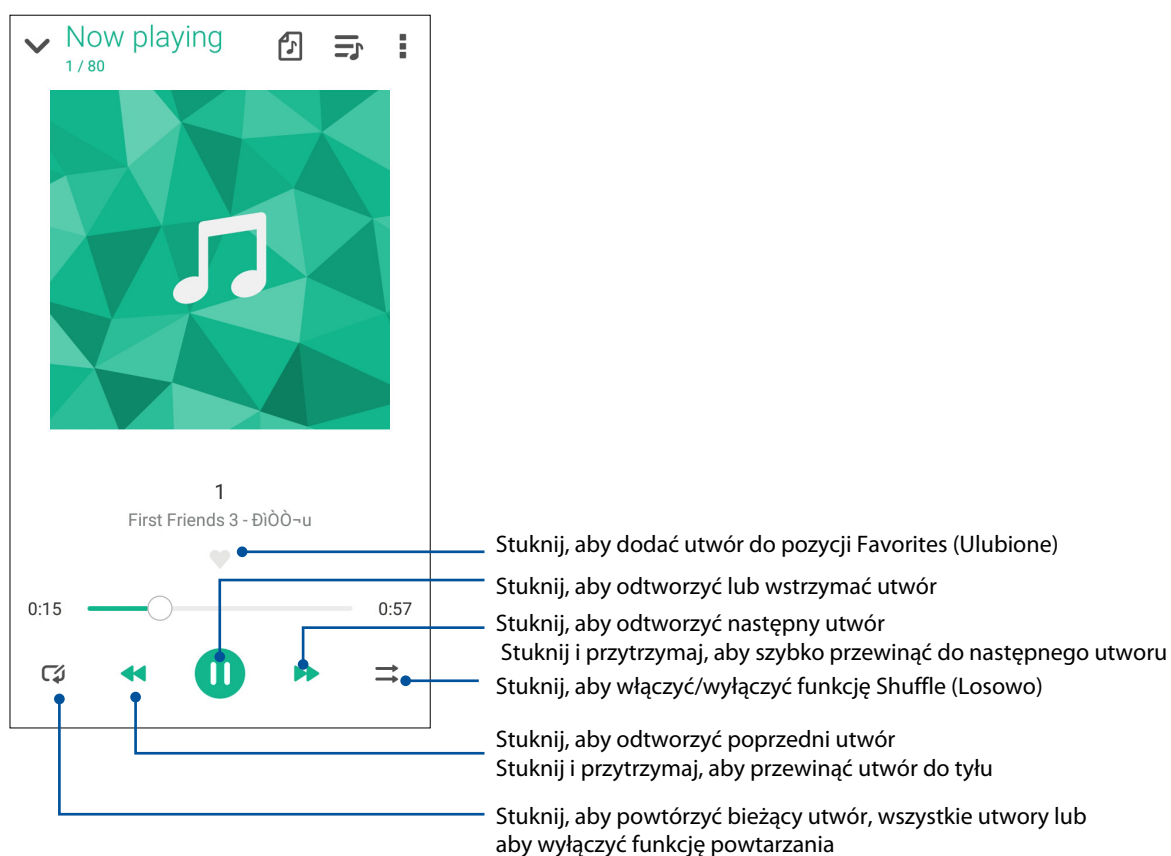 Now playing
1 / 80
1
First Friends 3 - ÐìÒÒ¬u
0:15
0:57
Stuknij, aby dodać utwór do pozycji Favorites (Ulubione)
Stuknij, aby odtworzyć lub wstrzymać utwór
Stuknij, aby odtworzyć następny utwór
Stuknij i przytrzymaj, aby szybko przewinąć do następnego utworu
Stuknij, aby włączyć/wyłączyć funkcję Shuffle (Losowo)
Stuknij, aby odtworzyć poprzedni utwór
Stuknij i przytrzymaj, aby przewinąć utwór do tyłu
Stuknij, aby powtórzyć bieżący utwór, wszystkie utwory lub
aby wyłączyć funkcję powtarzania